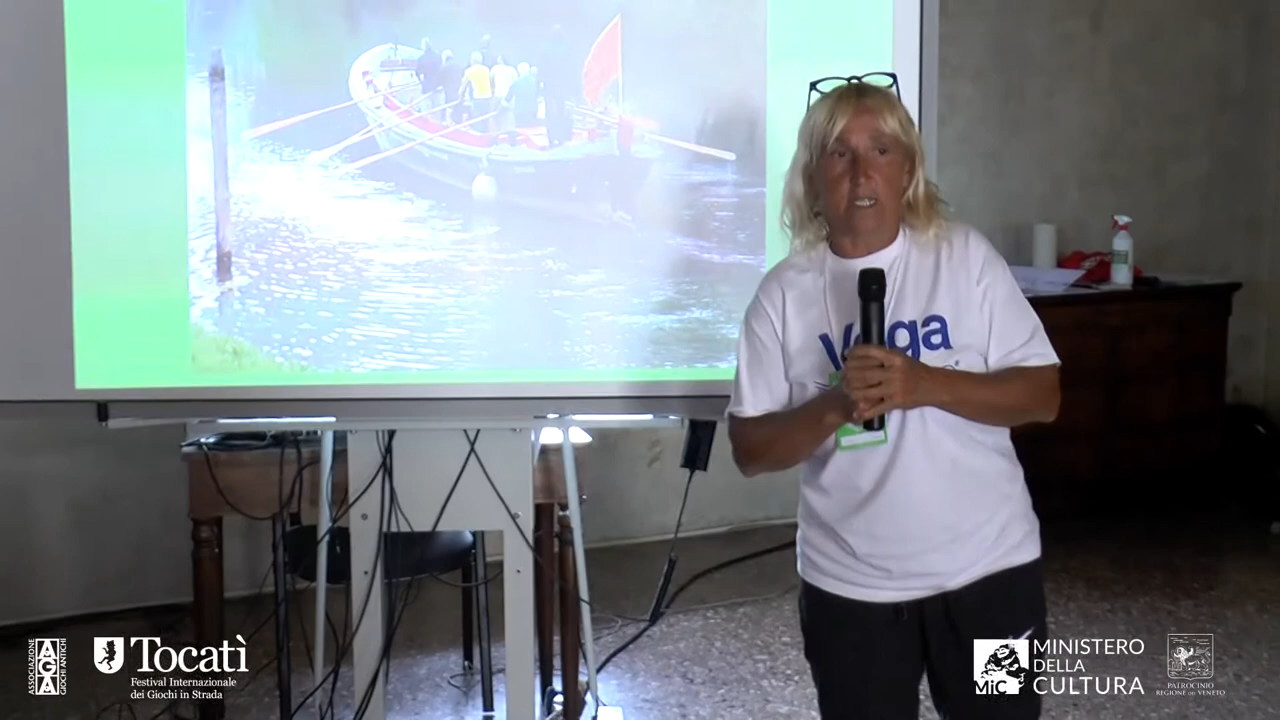 Voga
ASSOCIAZIONE
AGA
GIOCHI ANTICHI
Tocatì
Festival Internazionale
dei Giochi in Strada
MiC
MINISTERO
DELLA
CULTURA
PATROCINIO
REGIONE DEL VENETO